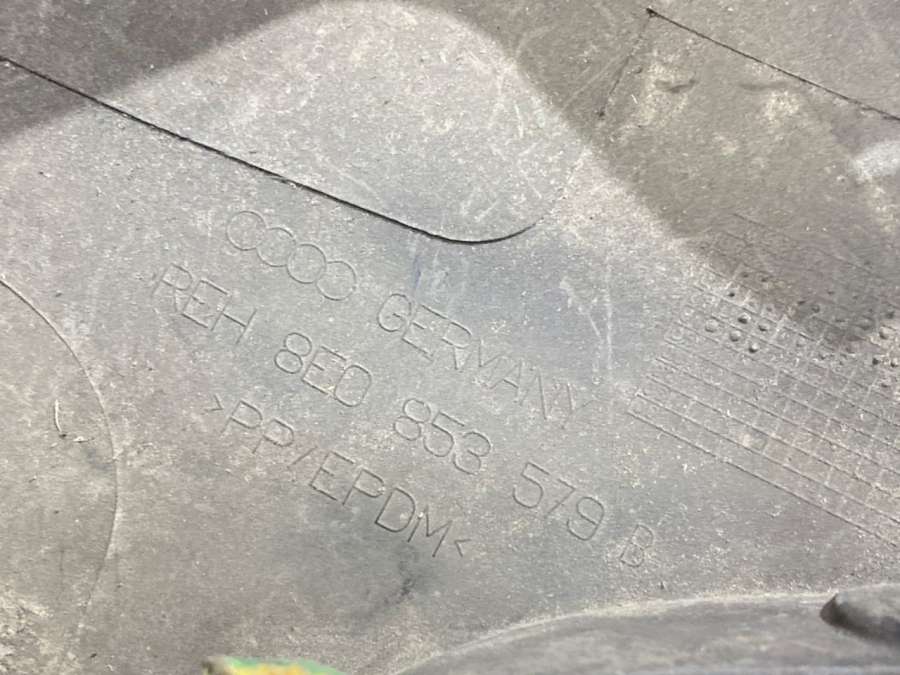 GERMANY
REH 8E0 853 579 B
>PP/EPDM<